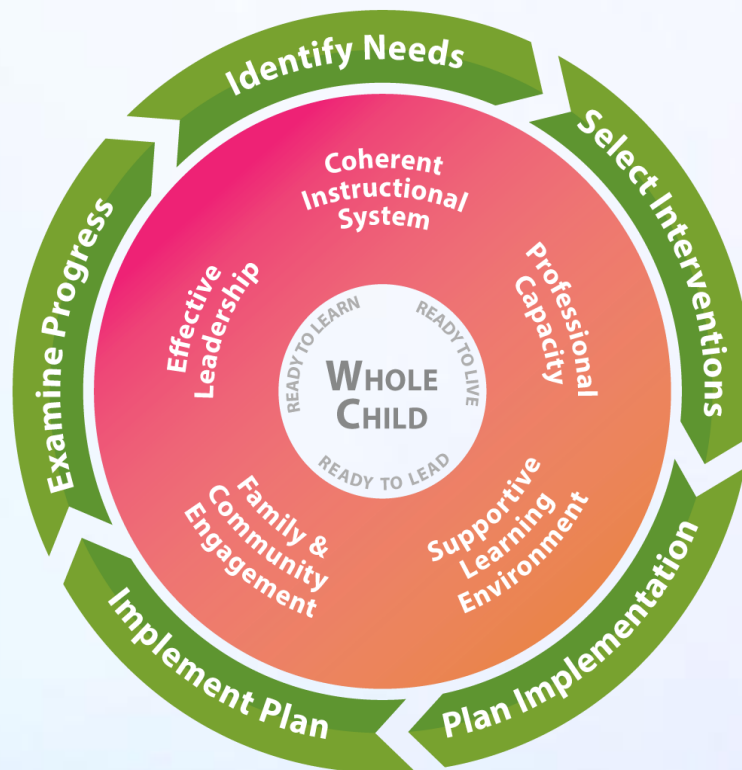 Identify Needs
Select Interventions
Plan Implementation
Implement Plan
Examine Progress
Coherent
Instructional
System
Professional
Capacity
Supportive
Learning
Environment
Family &
Community
Engagement
Effective
Leadership
READY TO LEARN
READY TO LIVE
READY TO LEAD
WHOLE
CHILD